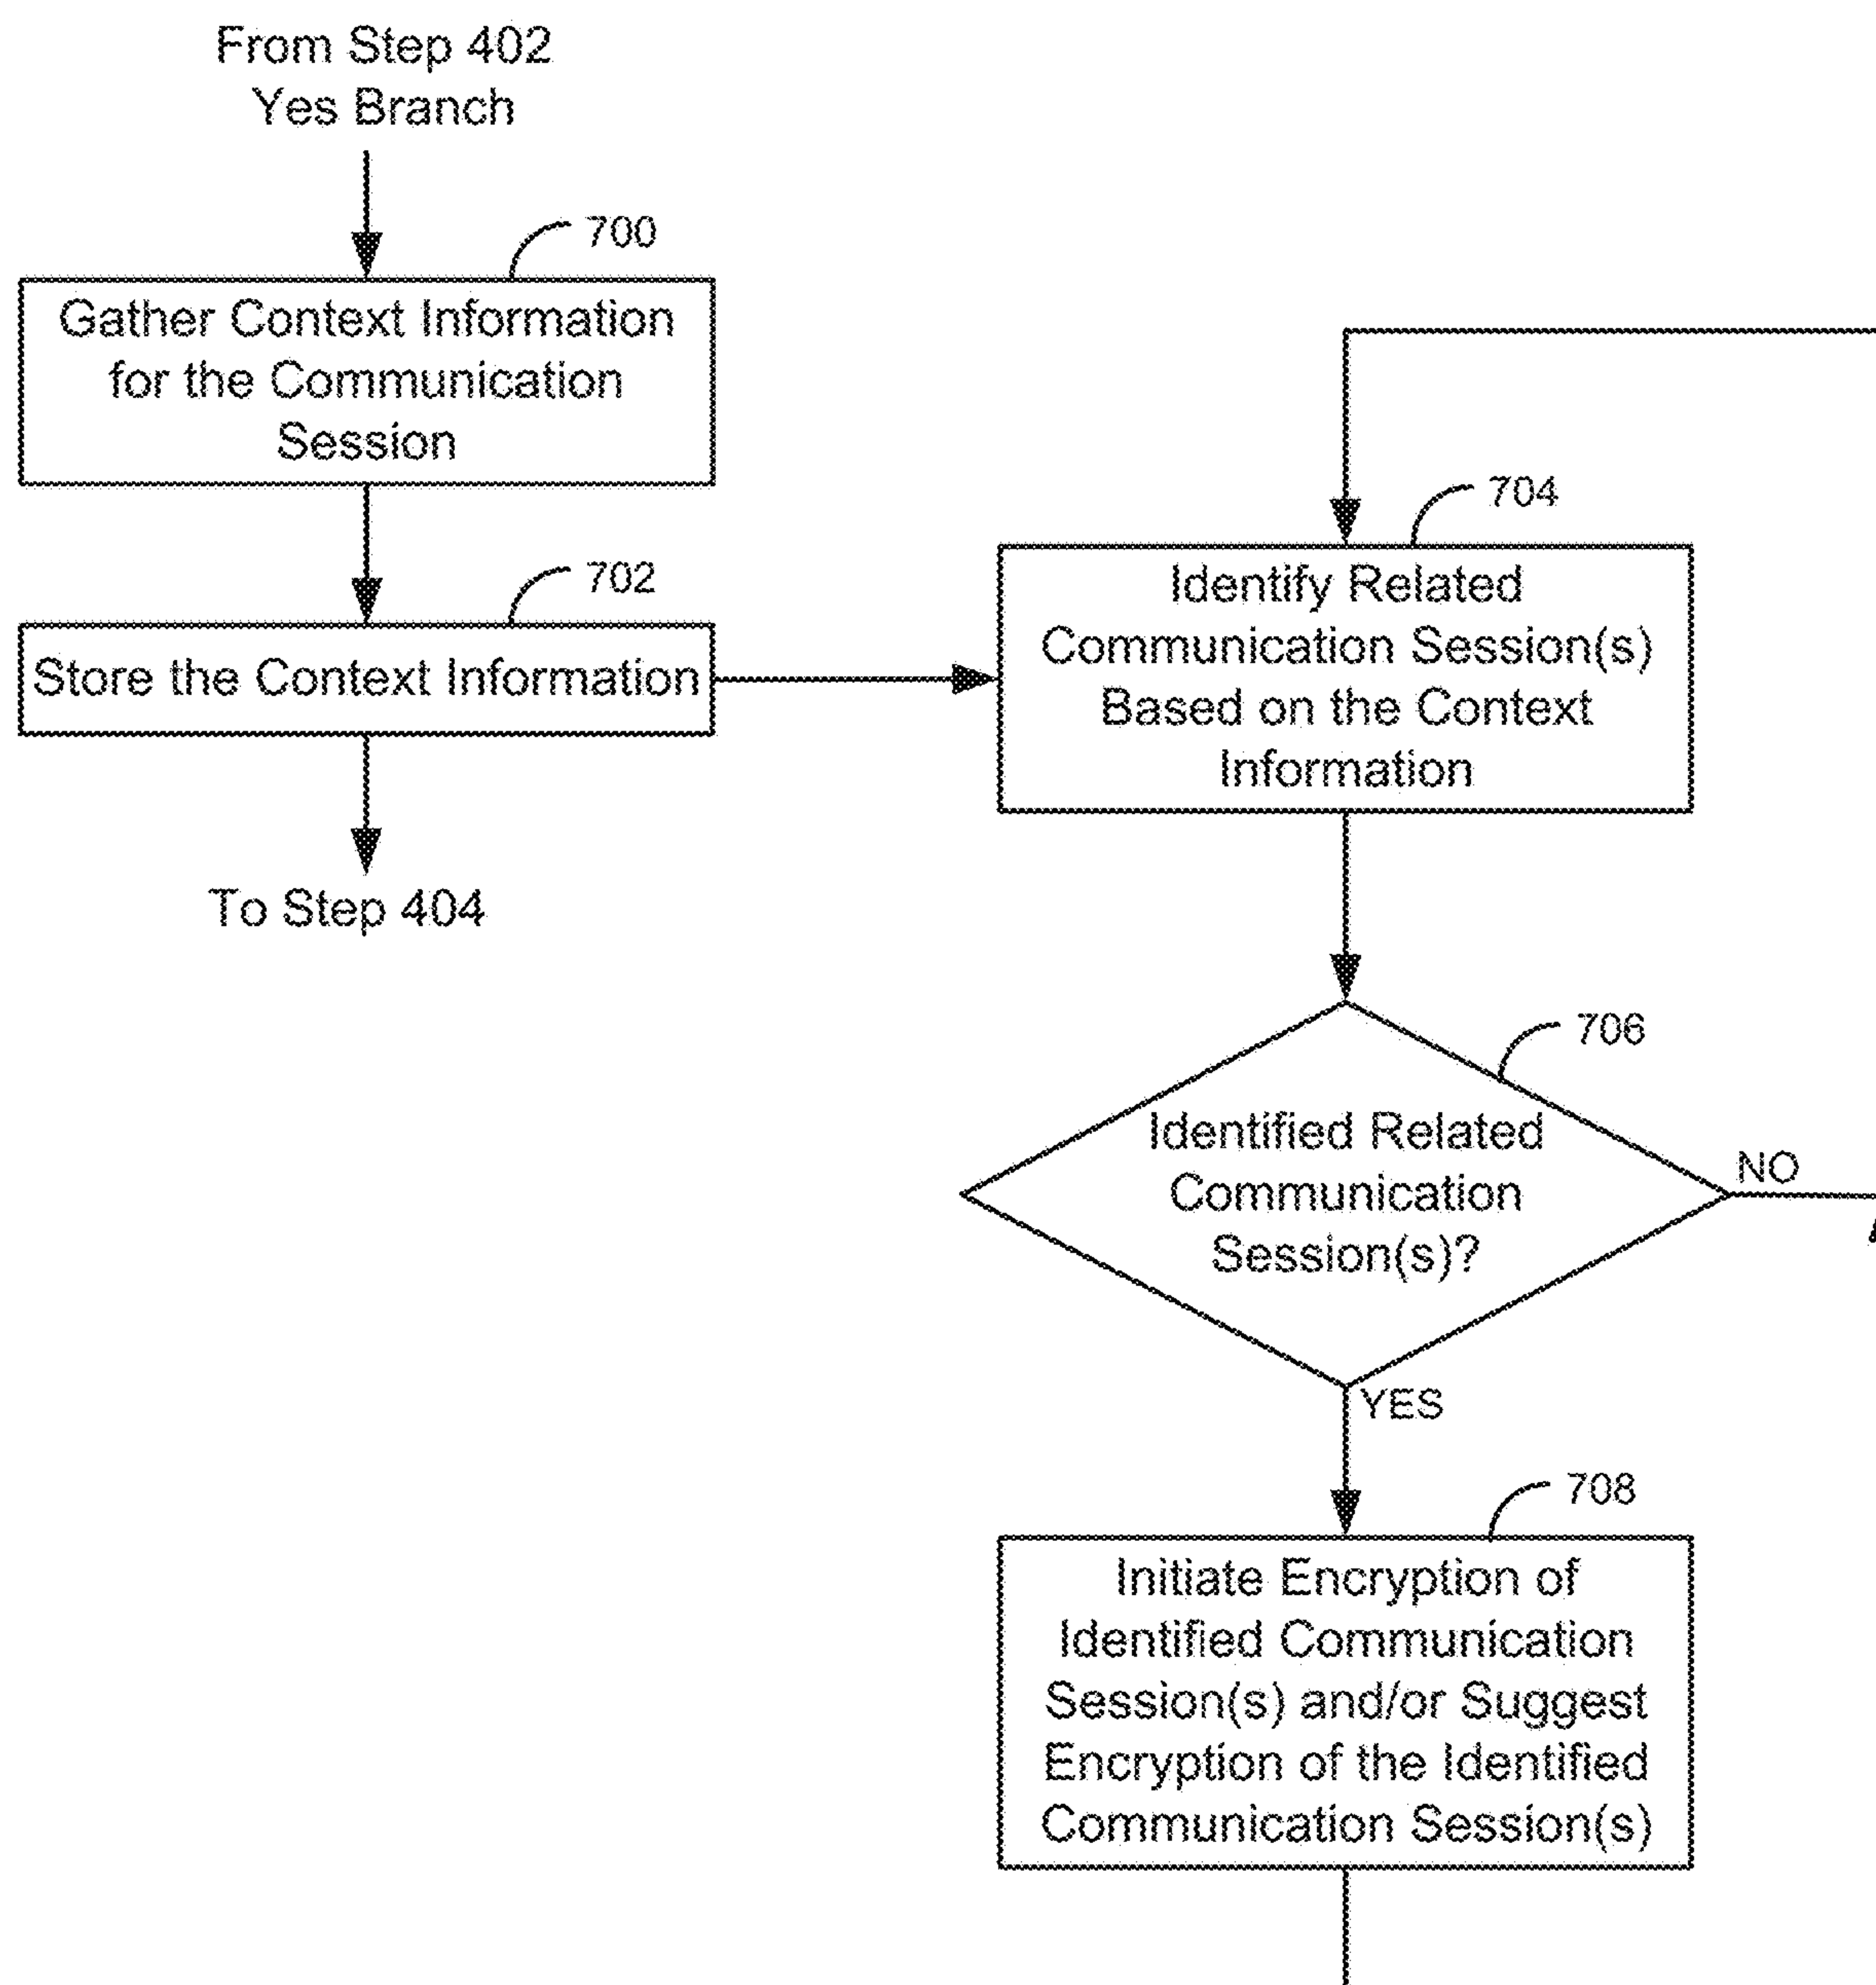 From Step 402
Yes Branch
700
Gather Context Information
for the Communication
Session
702
Store the Context Information
To Step 404
704
Identify Related
Communication Session(s)
Based on the Context
Information
706
Identified Related
Communication
Session(s)?
NO
YES
708
Initiate Encryption of
Identified Communication
Session(s) and/or Suggest
Encryption of the Identified
Communication Session(s)